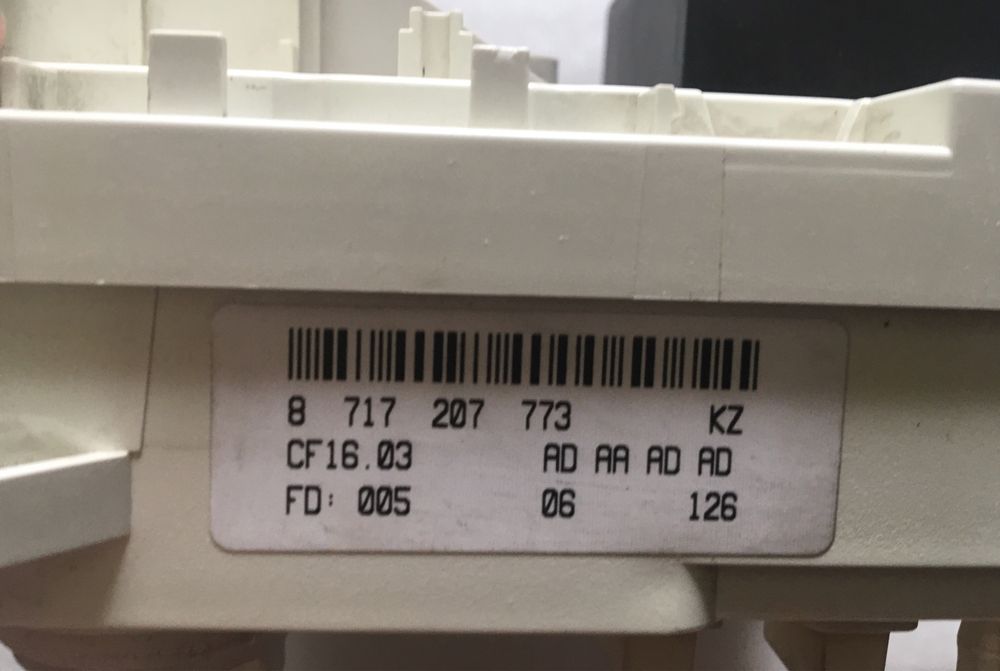 8 717 207 773 KZ
CF16.03 AD AA AD AD
FD: 005 06 126